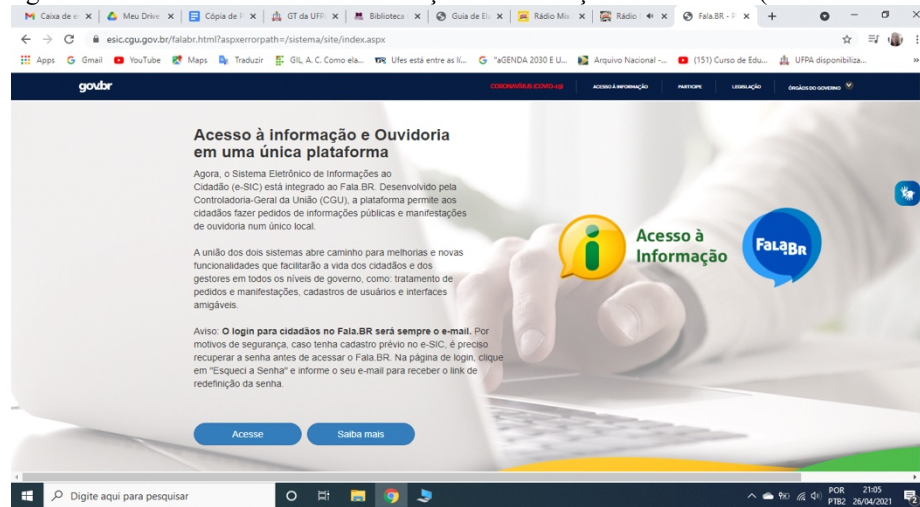 Caixa de e
Meu Drive
Cópia de
GT da UFR
Biblioteca
Guia de El
Rádio Mix
Rádio
Fala.BR - P
esic.cgu.gov.br/falabr.html?aspxerrorpath=/sistema/site/index.aspx
Apps
Gmail
YouTube
Maps
Traduzir
GIL, A. C. Como ela...
Ufes está entre as li...
"aGENDA 2030 E U...
Arquivo Nacional -...
(151) Curso de Edu...
UFPA disponibiliza...
»
gov.br
CORONAVÍRUS (COVID-19)
ACESSO À INFORMAÇÃO
PARTICIPE
LEGISLAÇÃO
ÓRGÃOS DO GOVERNO
Acesso à informação e Ouvidoria
em uma única plataforma
Agora, o Sistema Eletrônico de Informações ao
Cidadão (e-SIC) está integrado ao Fala.BR. Desenvolvido pela
Controladoria-Geral da União (CGU), a plataforma permite aos
cidadãos fazer pedidos de informações públicas e manifestações
de ouvidoria num único local.
A união dos dois sistemas abre caminho para melhorias e novas
funcionalidades que facilitarão a vida dos cidadãos e dos
gestores em todos os níveis de governo, como: tratamento de
pedidos e manifestações, cadastros de usuários e interfaces
amigáveis.
Aviso: O login para cidadãos no Fala.BR será sempre o e-mail. Por
motivos de segurança, caso tenha cadastro prévio no e-SIC, é preciso
recuperar a senha antes de acessar o Fala.BR. Na página de login, clique
em "Esqueci a Senha" e informe o seu e-mail para receber o link de
redefinição da senha.
Acesse
Saiba mais
Acesso à
Informação
FalaBR
Digite aqui para pesquisar
POR
PTB2
21:05
26/04/2021